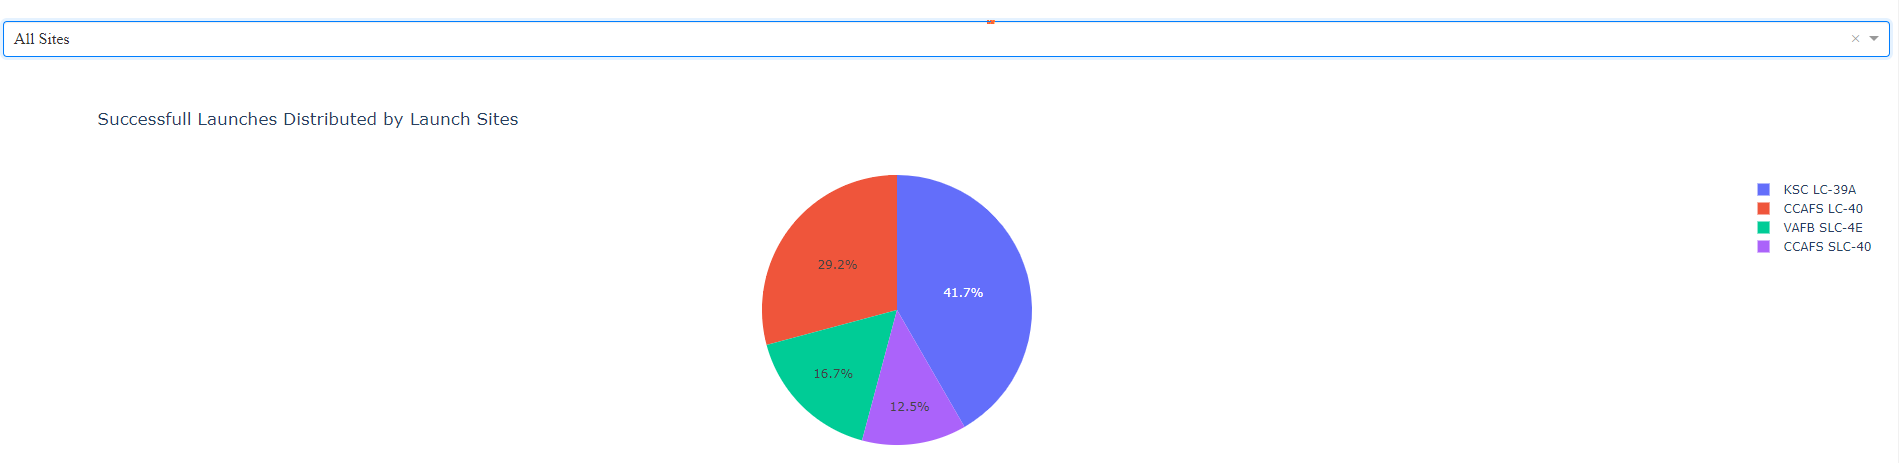 All Sites
Successfull Launches Distributed by Launch Sites
KSC LC-39A
CCAFS LC-40
VAFB SLC-4E
CCAFS SLC-40
29.2%
41.7%
16.7%
12.5%